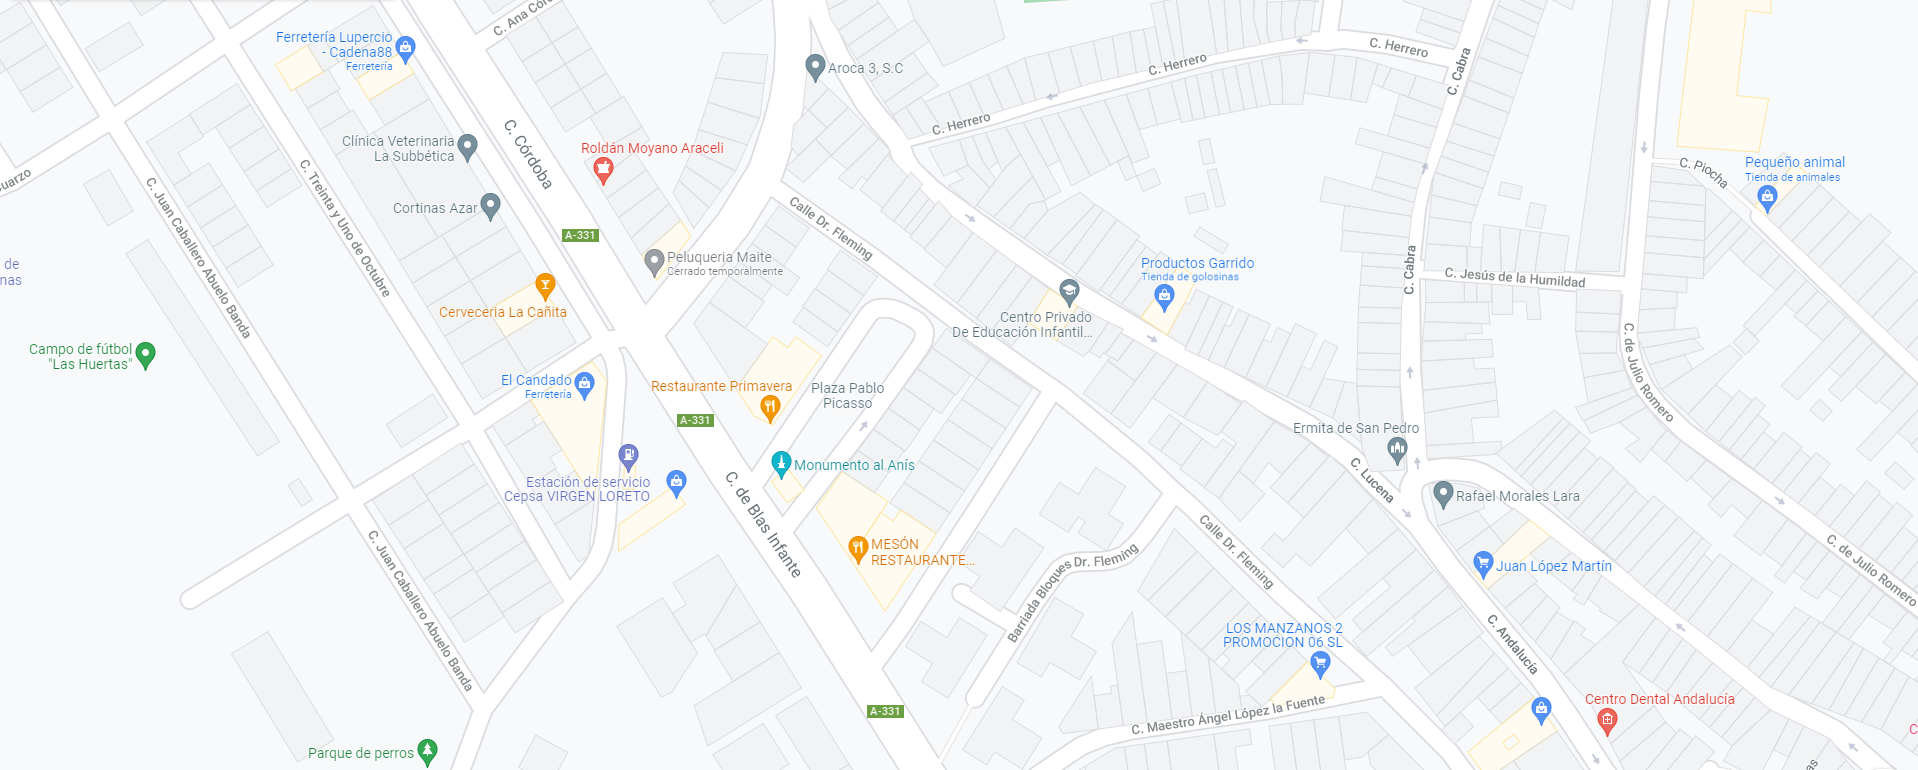 C. Ana Cór
Ferretería Lupercio
- Cadena88
Ferretería
C. Herrero
C. Herrero
C. Herrero
C. Cabra
Aroca 3, S.C
C. Córdoba
Clínica Veterinaria
La Subbética
Roldán Moyano Araceli
C. Piocha
Pequeño animal
Tienda de animales
uarzo
C. Juan Caballero Abuelo Banda
C. Treinta y Uno de Octubre
Cortinas Azar
Calle Dr. Fleming
A-331
Peluqueria Maite
Cerrado temporalmente
de
nas
Productos Garrido
Tienda de golosinas
C. Cabra
C. Jesús de la Humildad
Cervecería La Cañita
Centro Privado
De Educación Infantil...
Campo de fútbol
"Las Huertas"
C. de Julio Romero
El Candado
Ferretería
Restaurante Primavera
Plaza Pablo
Picasso
A-331
Ermita de San Pedro
Monumento al Anís
C. Lucena
Estación de servicio
Cepsa VIRGEN LORETO
C. de Blas Infante
Rafael Morales Lara
C. Juan Caballero Abuelo Banda
MESÓN
RESTAURANTE...
Barriada Bloques Dr. Fleming
Calle Dr. Fleming
Juan López Martín
C. de Julio Romero
LOS MANZANOS 2
PROMOCION 06 SL
C. Andalucía
Centro Dental Andalucía
A-331
C. Maestro Ángel López la Fuente
C
Parque de perros
as